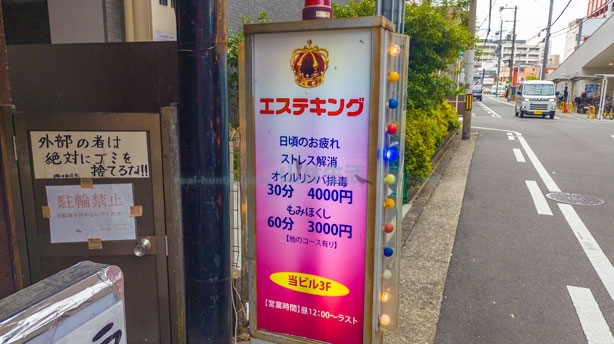 外部の者は
絶対にゴミを
捨てるな!!
駐輪禁止
エステキング
日頃のお疲れ
ストレス解消
オイルリンパ排毒
30分 4000円
もみほぐし
60分 3000円
【他のコース有り】
当ビル3F
【営業時間】昼12:00〜ラスト